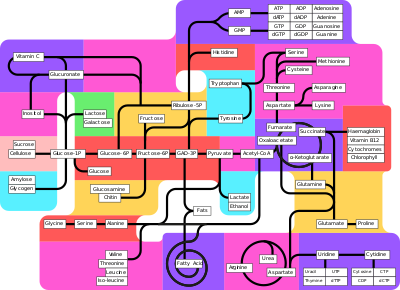 ATP ADP Adenosine
AMP
dATP dADP Adenine
GTP GDP Guanosine
GMP
dGTP dGDP Guanine
Vitamin C
Histidine
Serine
Methionine
Cysteine
Glucuronate
Tryptophan
Threonine
Asparagine
Ribulose-5P
Aspartate
Lysine
Inositol
Lactose
Galactose
Fructose
Tyrosine
Fumarate
Succinate
Haemoglobin
Vitamin B12
Cytochromes
Chlorophyll
Oxaloacetate
Sucrose
Cellulose
Glucose-1P
Glucose-6P
Fructose-6P
GAD-3P
Pyruvate
Acetyl-CoA
α-Ketoglutarate
Glucose
Amylose
Glycogen
Glucosamine
Chitin
Glutamine
Lactate
Ethanol
Fats
Glycine
Serine
Alanine
Glutamate
Proline
Valine
Threonine
Leucine
Iso-leucine
Fatty Acid
Arginine
Urea
Aspartate
Uridine
Cytidine
Uracil UTP
Thymine dTTP
Cytosine CTP
CDP dCTP